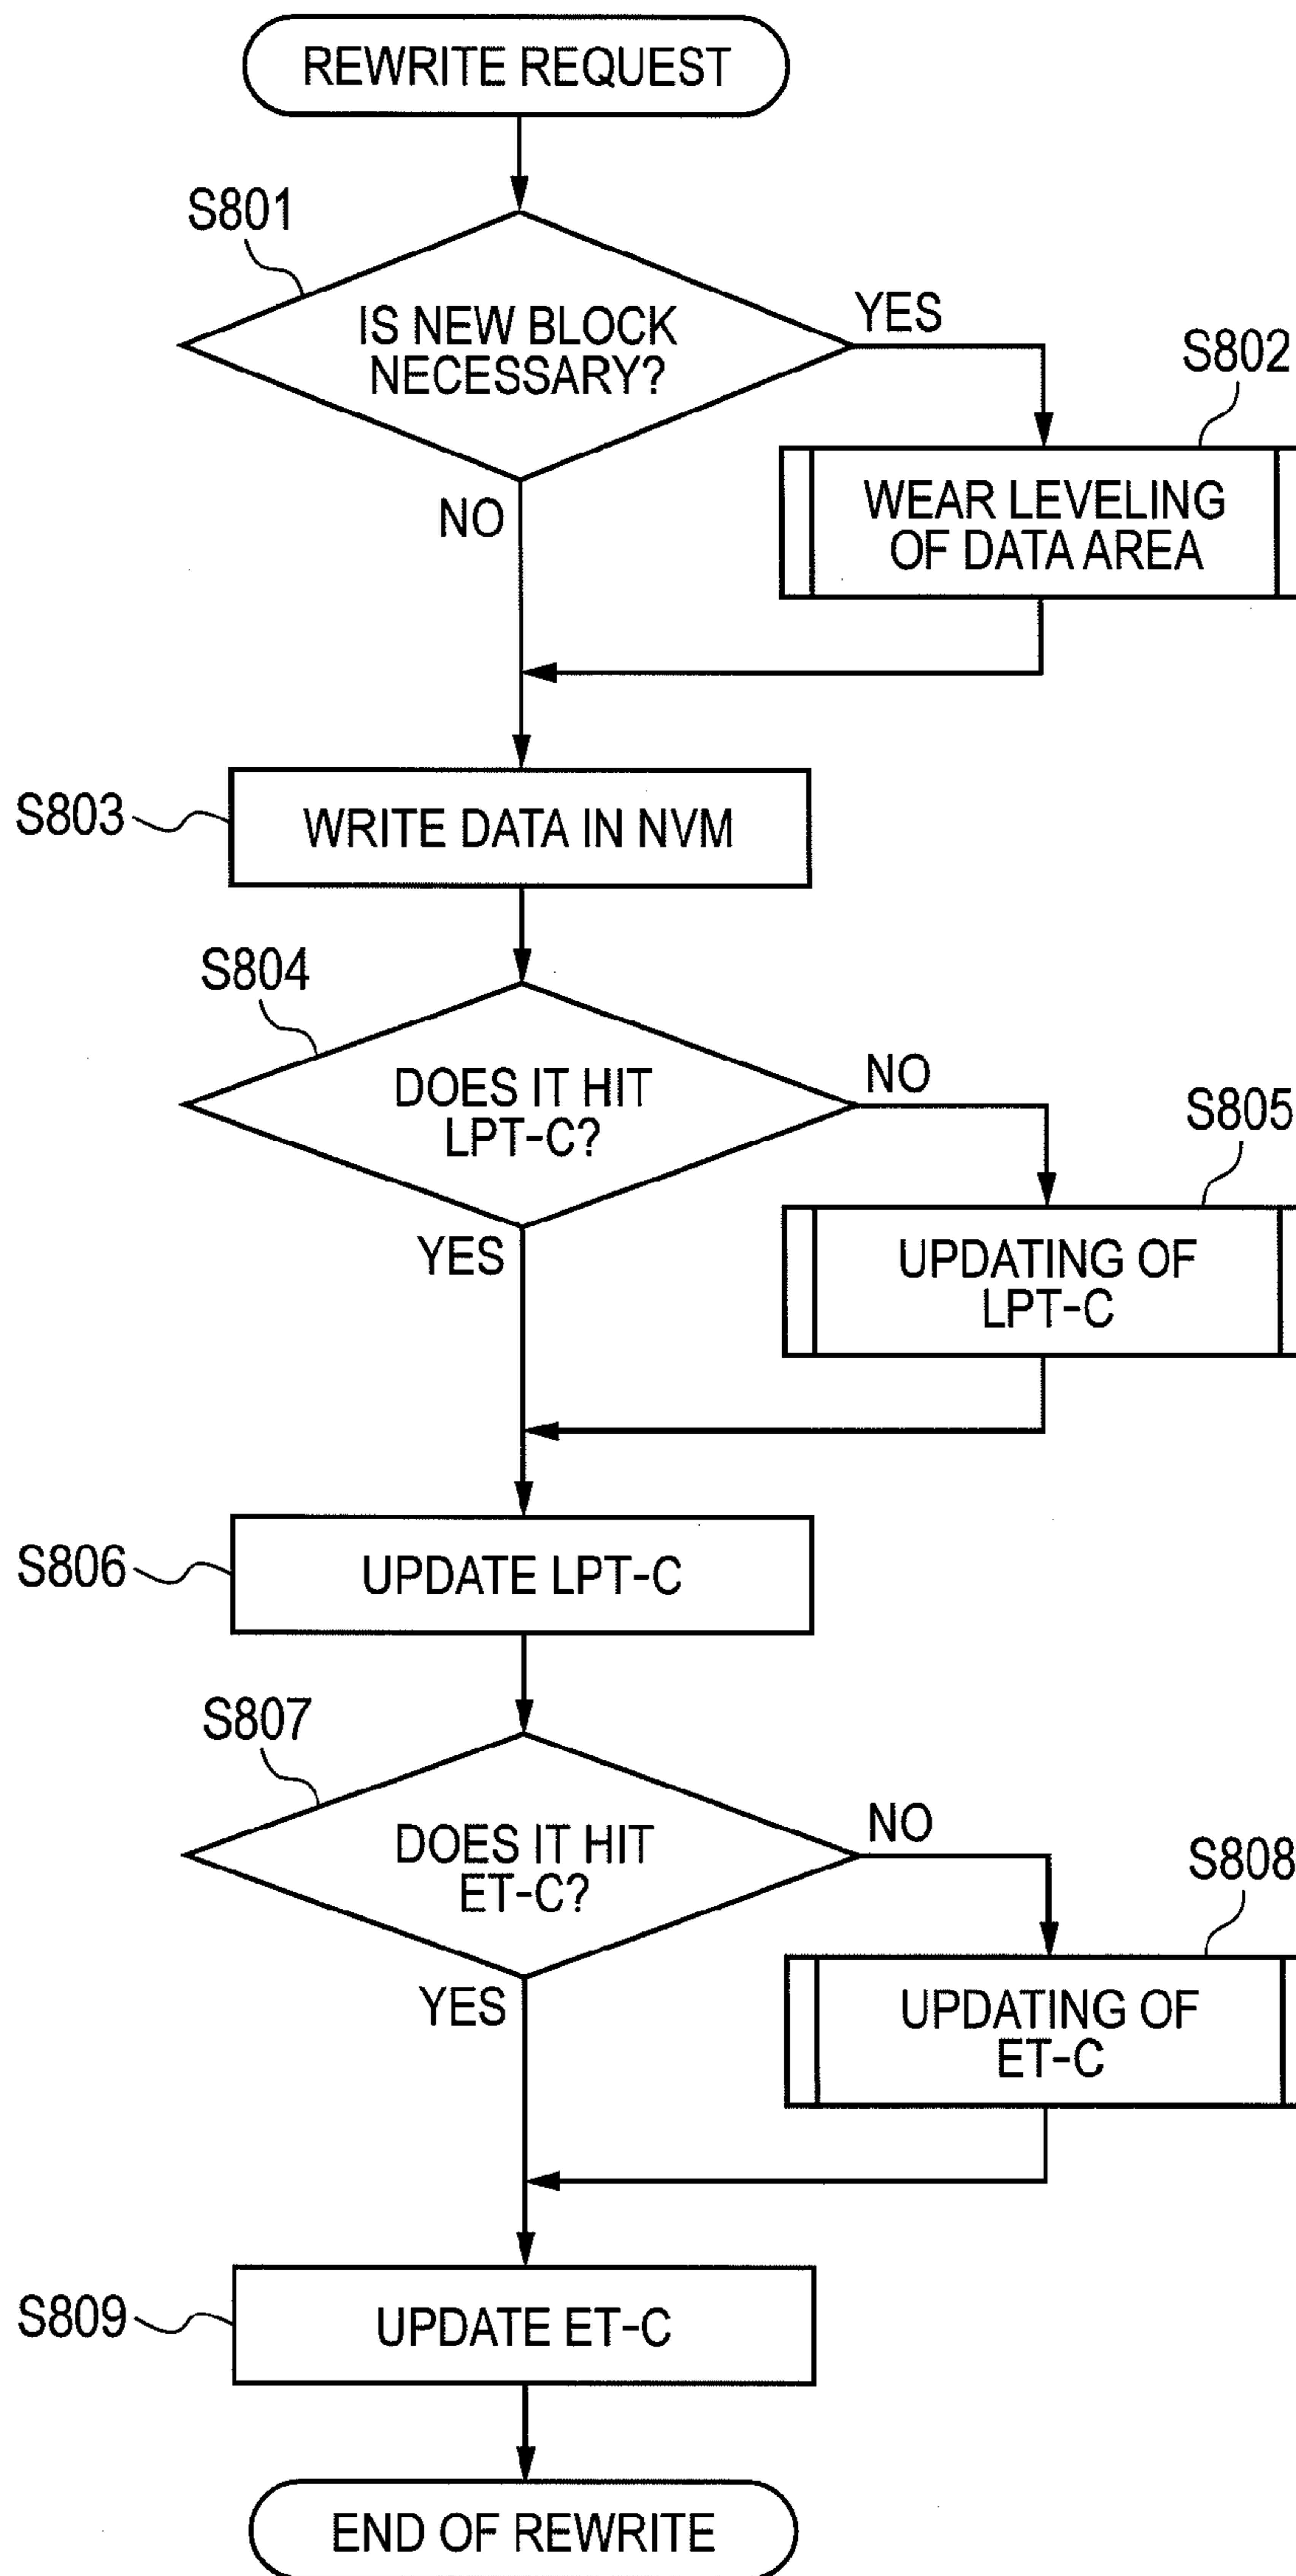 REWRITE REQUEST
S801
IS NEW BLOCK
NECESSARY?
YES
NO
S802
WEAR LEVELING
OF DATA AREA
S803
WRITE DATA IN NVM
S804
DOES IT HIT
LPT-C?
NO
YES
S805
UPDATING OF
LPT-C
S806
UPDATE LPT-C
S807
DOES IT HIT
ET-C?
NO
YES
S808
UPDATING OF
ET-C
S809
UPDATE ET-C
END OF REWRITE